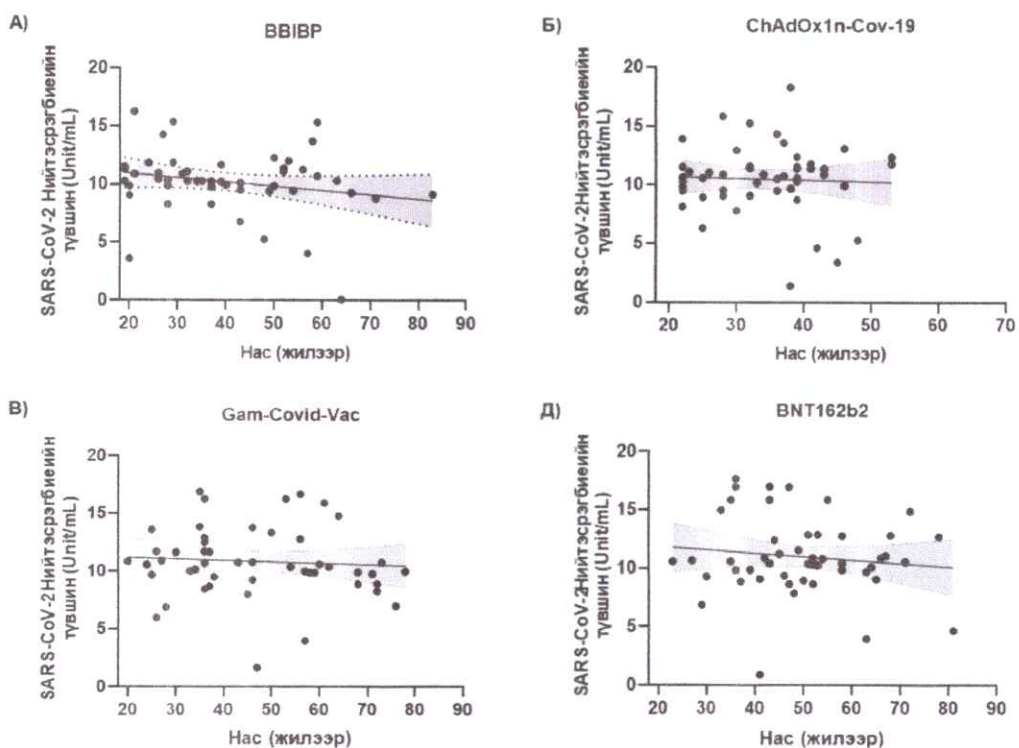 А)
BBIBP
SARS-CoV-2 Нийтэсрэгбиеийн
түвшин (Unit/mL)
20
15
10
5
0
20 30 40 50 60 70 80 90
Нас (жилээр)
Б)
ChAdOx1n-Cov-19
SARS-CoV-2Нийтэсрэгбиеийн
түвшин (Unit/mL)
20
15
10
5
0
20 30 40 50 60 70
Нас (жилээр)
В)
Gam-Covid-Vac
SARS-CoV-2 Нийтэсрэгбиеийн
түвшин (Unit/mL)
20
15
10
5
0
20 30 40 50 60 70 80 90
Нас (жилээр)
Д)
BNT162b2
SARS-CoV-2Нийтэсрэгбиеийн
түвшин (Unit/mL)
20
15
10
5
0
20 30 40 50 60 70 80 90
Нас (жилээр)